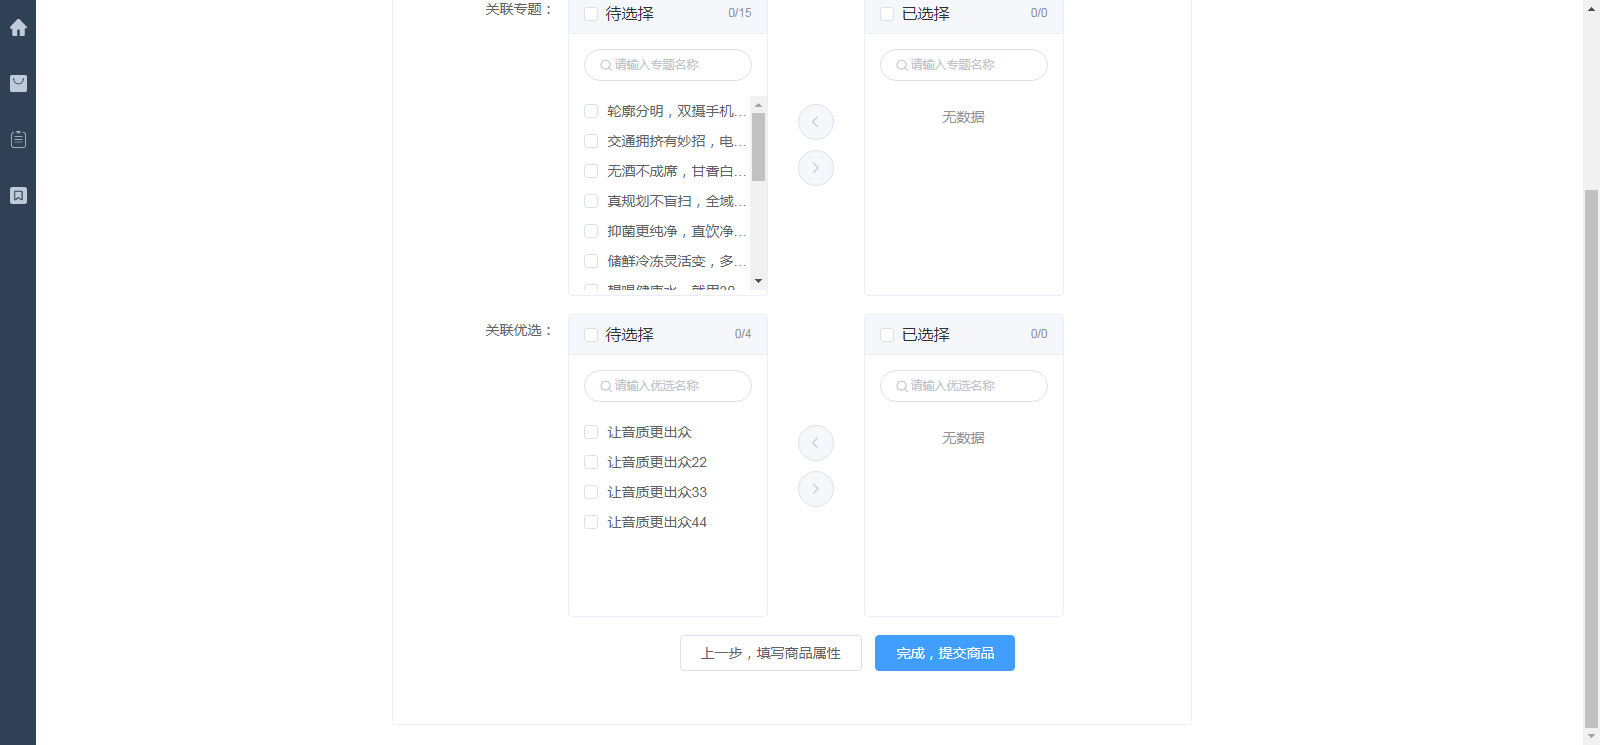 关联专题：
待选择 0/15
已选择 0/0
请输入专题名称
请输入专题名称
轮廓分明，双摄手机...
无数据
交通拥挤有妙招，电...
无酒不成席，甘香白...
真规划不盲扫，全域...
抑菌更纯净，直饮净...
储鲜冷冻灵活变，多...
关联优选：
待选择 0/4
已选择 0/0
请输入优选名称
请输入优选名称
让音质更出众
无数据
让音质更出众22
让音质更出众33
让音质更出众44
上一步，填写商品属性
完成，提交商品